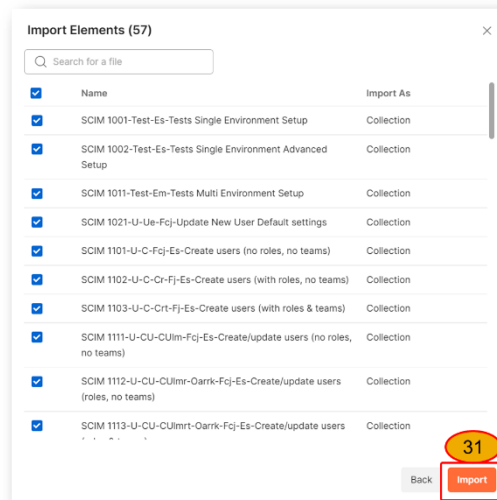 Import Elements (57)
Search for a file
Name Import As
SCIM 1001-Test-Es-Tests Single Environment Setup Collection
SCIM 1002-Test-Es-Tests Single Environment Advanced Collection
Setup
SCIM 1011-Test-Em-Tests Multi Environment Setup Collection
SCIM 1021-U-Ue-Fcj-Update New User Default settings Collection
SCIM 1101-U-C-Fcj-Es-Create users (no roles, no teams) Collection
SCIM 1102-U-C-Cr-Fj-Es-Create users (with roles, no teams) Collection
SCIM 1103-U-C-Crt-Fj-Es-Create users (with roles & teams) Collection
SCIM 1111-U-CU-CUIm-Fcj-Es-Create/update users (no roles, Collection
no teams)
SCIM 1112-U-CU-CUImr-Oarrk-Fcj-Es-Create/update users Collection
(roles, no teams)
SCIM 1113-U-CU-CUImrt-Oarrk-Fcj-Es-Create/update users Collection
31
Back Import